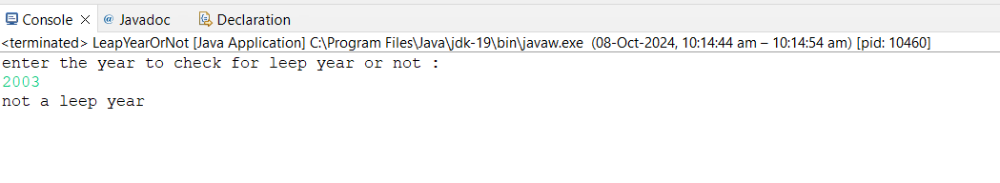 Console × @ Javadoc Declaration
<terminated> LeapYearOrNot [Java Application] C:\Program Files\Java\jdk-19\bin\javaw.exe (08-Oct-2024, 10:14:44 am – 10:14:54 am) [pid: 10460]
enter the year to check for leep year or not :
2003
not a leep year